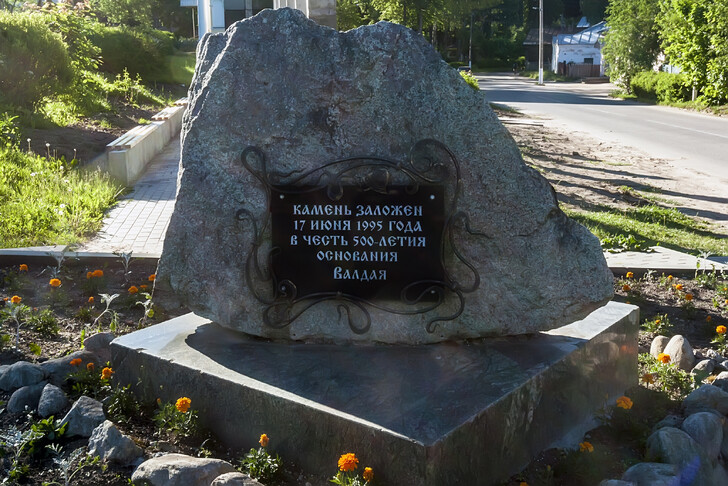 КАМЕНЬ ЗАЛОЖЕН
17 ИЮНЯ 1995 ГОДА
В ЧЕСТЬ 500-ЛЕТИЯ
ОСНОВАНИЯ
ВАЛДАЯ